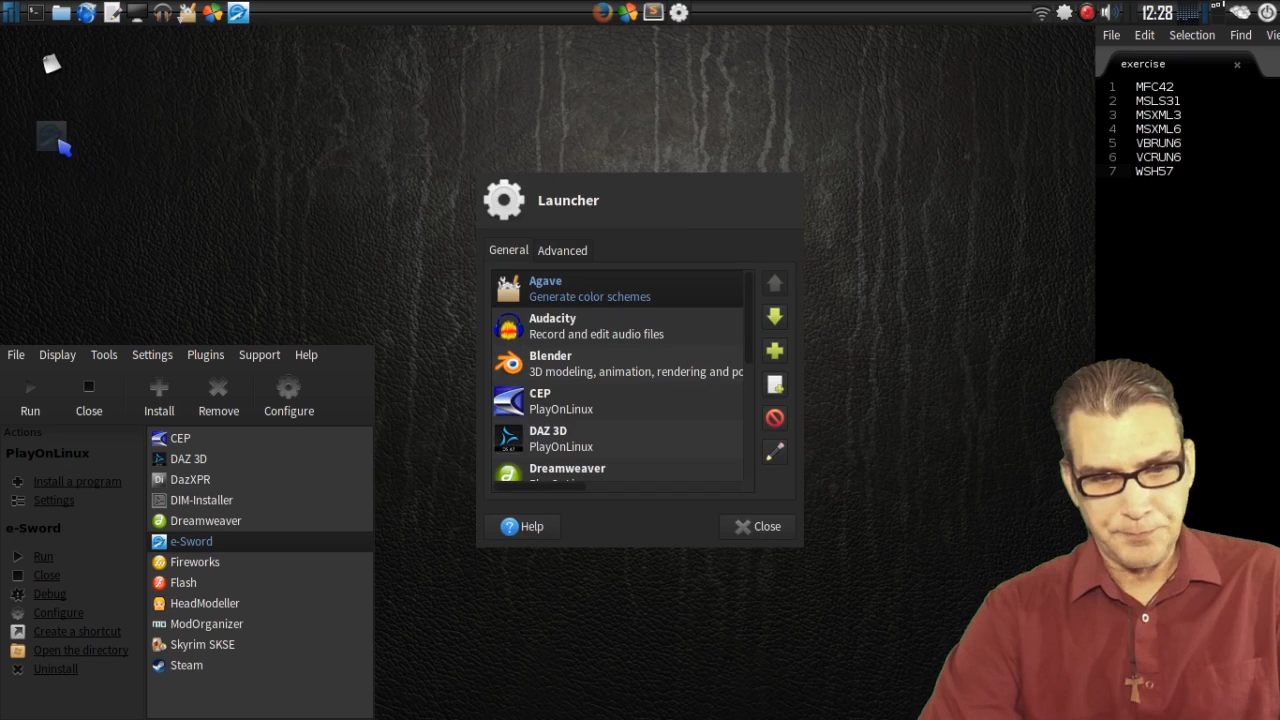 12:28
File Edit Selection Find
exercise
1 MFC42
2 MSLS31
3 MSXML3
4 MSXML6
5 VBRUN6
6 VCRUN6
7 WSH57
Launcher
General Advanced
Agave
Generate color schemes
Audacity
Record and edit audio files
Blender
3D modeling, animation, rendering and po
CEP
PlayOnLinux
DAZ 3D
PlayOnLinux
Dreamweaver
Help Close
File Display Tools Settings Plugins Support Help
Run Close Install Remove Configure
Actions
PlayOnLinux
Install a program
Settings
e-Sword
Run
Close
Debug
Configure
Create a shortcut
Open the directory
Uninstall
CEP
DAZ 3D
DazXPR
DIM-Installer
Dreamweaver
e-Sword
Fireworks
Flash
HeadModeller
ModOrganizer
Skyrim SKSE
Steam